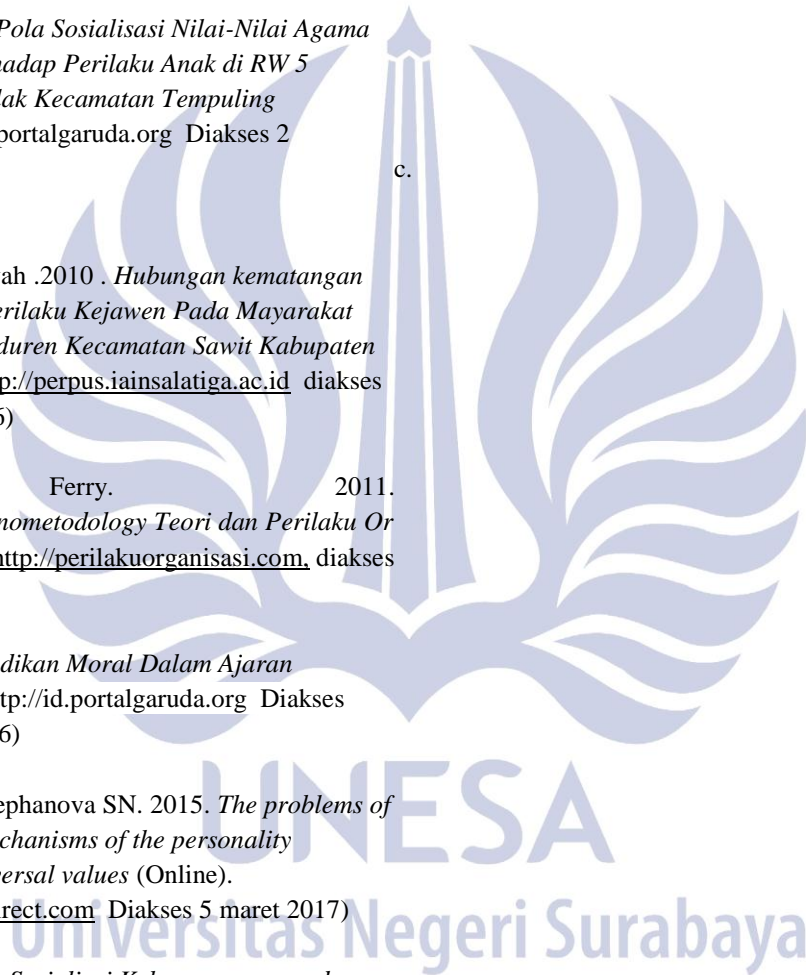 Pola Sosialisasi Nilai-Nilai Agama
hadap Perilaku Anak di RW 5
lak Kecamatan Tempuling
portalgaruda.org Diakses 2
c.
ah .2010 . Hubungan kematangan
erilaku Kejawen Pada Mayarakat
duren Kecamatan Sawit Kabupaten
p://perpus.iainsalatiga.ac.id diakses
6)
Ferry. 2011.
nometodology Teori dan Perilaku Or
http://perilakuorganisasi.com, diakses
dikan Moral Dalam Ajaran
tp://id.portalgaruda.org Diakses
6)
ephanova SN. 2015. The problems of
chanisms of the personality
versal values (Online).
irect.com Diakses 5 maret 2017)
UNESA
Universitas Negeri Surabaya